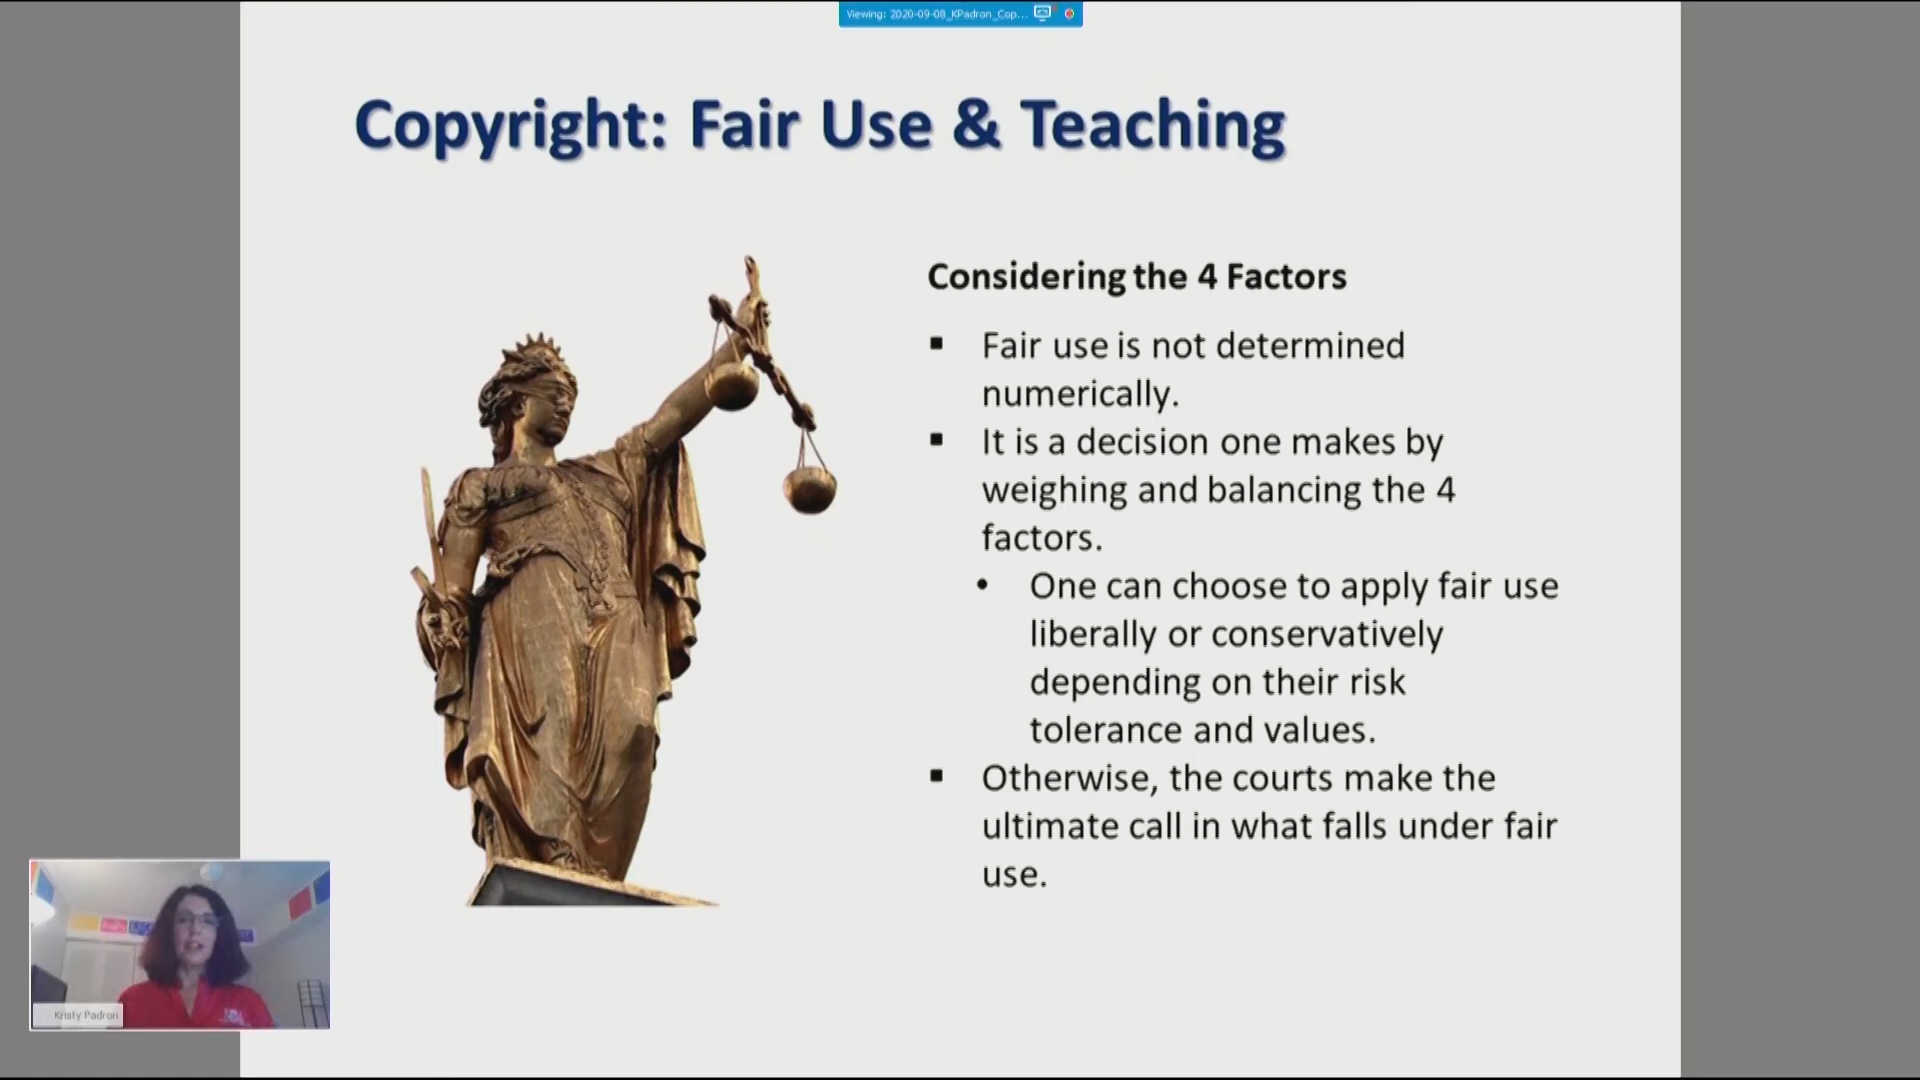 Viewing: 2020-09-08_KPadron_Cop...
Copyright: Fair Use & Teaching
Considering the 4 Factors
▪ Fair use is not determined
numerically.
▪ It is a decision one makes by
weighing and balancing the 4
factors.
• One can choose to apply fair use
liberally or conservatively
depending on their risk
tolerance and values.
▪ Otherwise, the courts make the
ultimate call in what falls under fair
use.
Kristy Padron